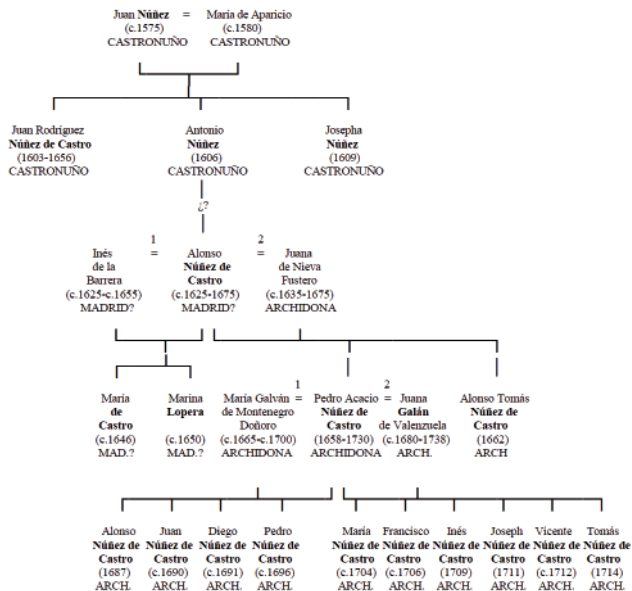 Juan Núñez = María de Aparicio
(c.1575) (c.1580)
CASTRONUÑO CASTRONUÑO
Juan Rodríguez Antonio Josepha
Núñez de Castro Núñez Núñez
(1603-1656) (1606) (1609)
CASTRONUÑO CASTRONUÑO CASTRONUÑO
¿?
1 2
Inés = Alonso = Juana
de la Núñez de de Nieva
Barrera Castro Fustero
(c.1625-c.1655) (c.1625-1675) (c.1635-1675)
MADRID? MADRID? ARCHIDONA
1 2
María Marina María Galván = Pedro Acacio = Juana Alonso Tomás
de Lopera de Montenegro Núñez de Galán Núñez de
Castro Doñoro Castro de Valenzuela Castro
(c.1646) (c.1650) (c.1665-c.1700) (1658-1730) (c.1680-1738) (1662)
MAD.? MAD.? ARCHIDONA ARCHIDONA ARCH. ARCH
Alonso Juan Diego Pedro María Francisco Inés Joseph Vicente Tomás
Núñez de Núñez de Núñez de Núñez de Núñez de Núñez de Núñez de Núñez de Núñez de Núñez de
Castro Castro Castro Castro Castro Castro Castro Castro Castro Castro
(1687) (c.1690) (c.1691) (c.1696) (c.1704) (c.1706) (1709) (1711) (c.1712) (1714)
ARCH. ARCH. ARCH. ARCH. ARCH. ARCH. ARCH. ARCH. ARCH. ARCH.